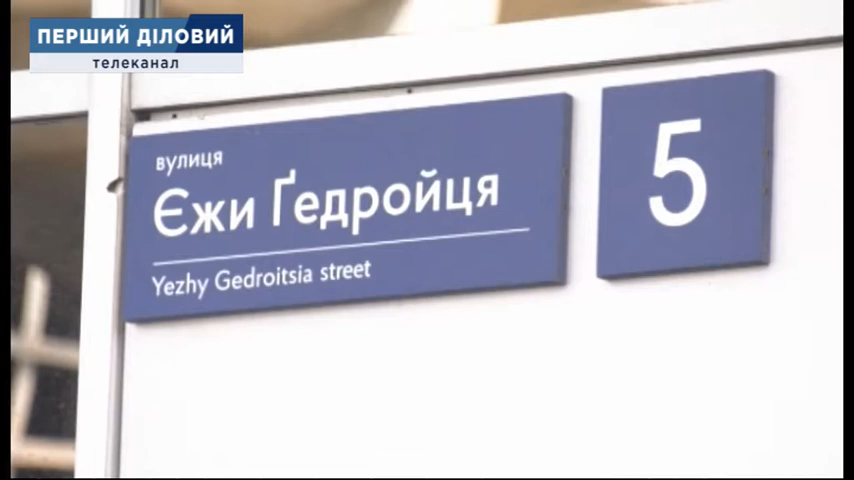 ПЕРШИЙ ДІЛОВИЙ
телеканал
вулиця
Єжи Ґедройця
Yezhy Gedroitsia street
5